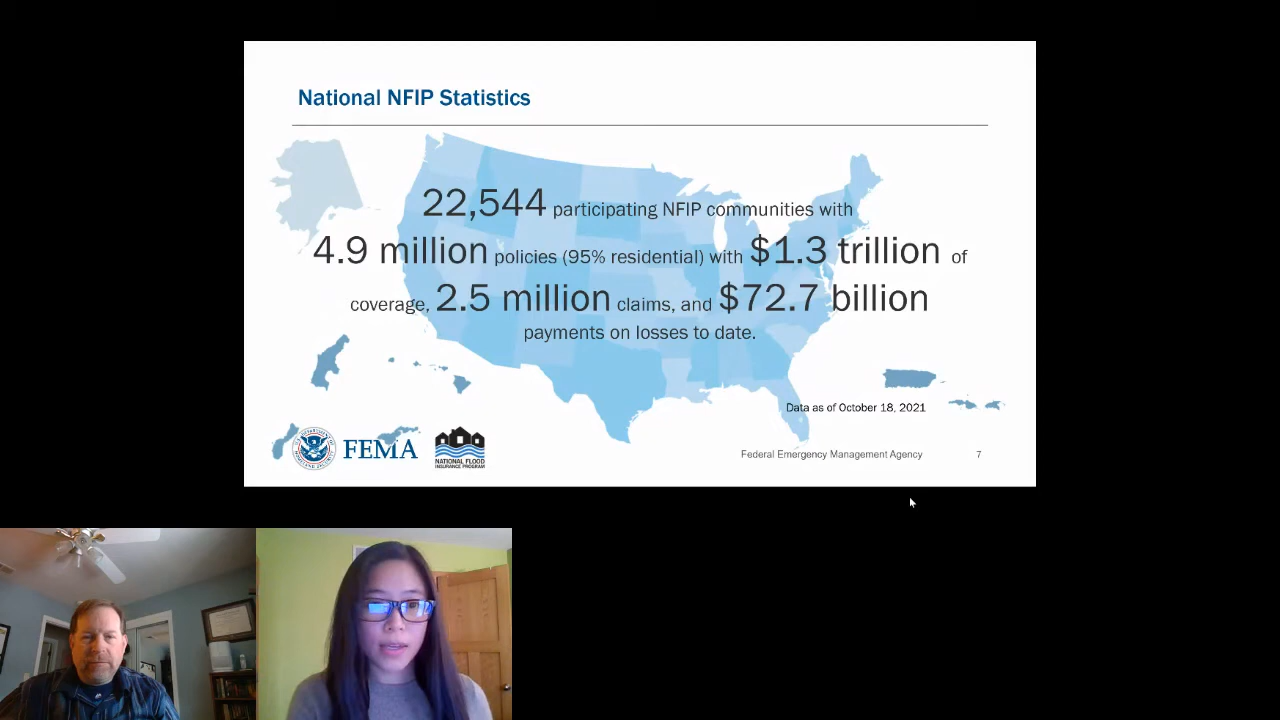 National NFIP Statistics
22,544 participating NFIP communities with
4.9 million policies (95% residential) with $1.3 trillion of
coverage, 2.5 million claims, and $72.7 billion
payments on losses to date.
Data as of October 18, 2021
FEMA
NATIONAL FLOOD
INSURANCE PROGRAM
Federal Emergency Management Agency 7